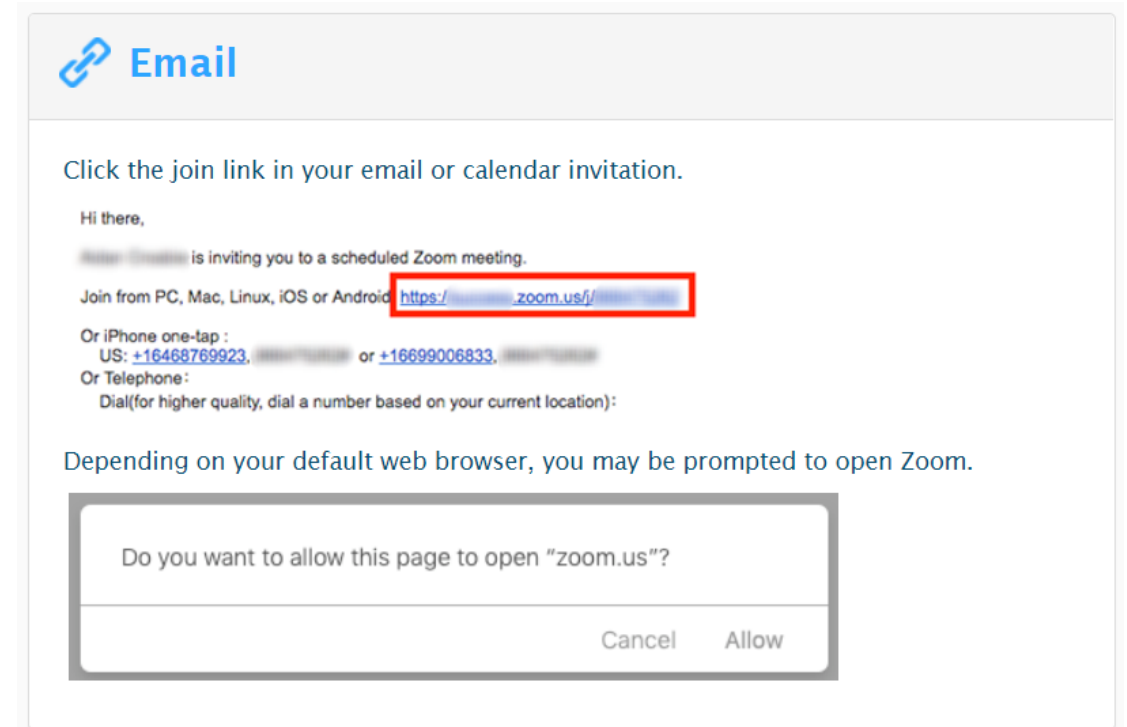 Email
Click the join link in your email or calendar invitation.
Hi there,
is inviting you to a scheduled Zoom meeting.
Join from PC, Mac, Linux, iOS or Android https:/ .zoom.us/j/
Or iPhone one-tap :
US: +16468769923, or +16699006833,
Or Telephone:
Dial(for higher quality, dial a number based on your current location):
Depending on your default web browser, you may be prompted to open Zoom.
Do you want to allow this page to open “zoom.us”?
Cancel Allow